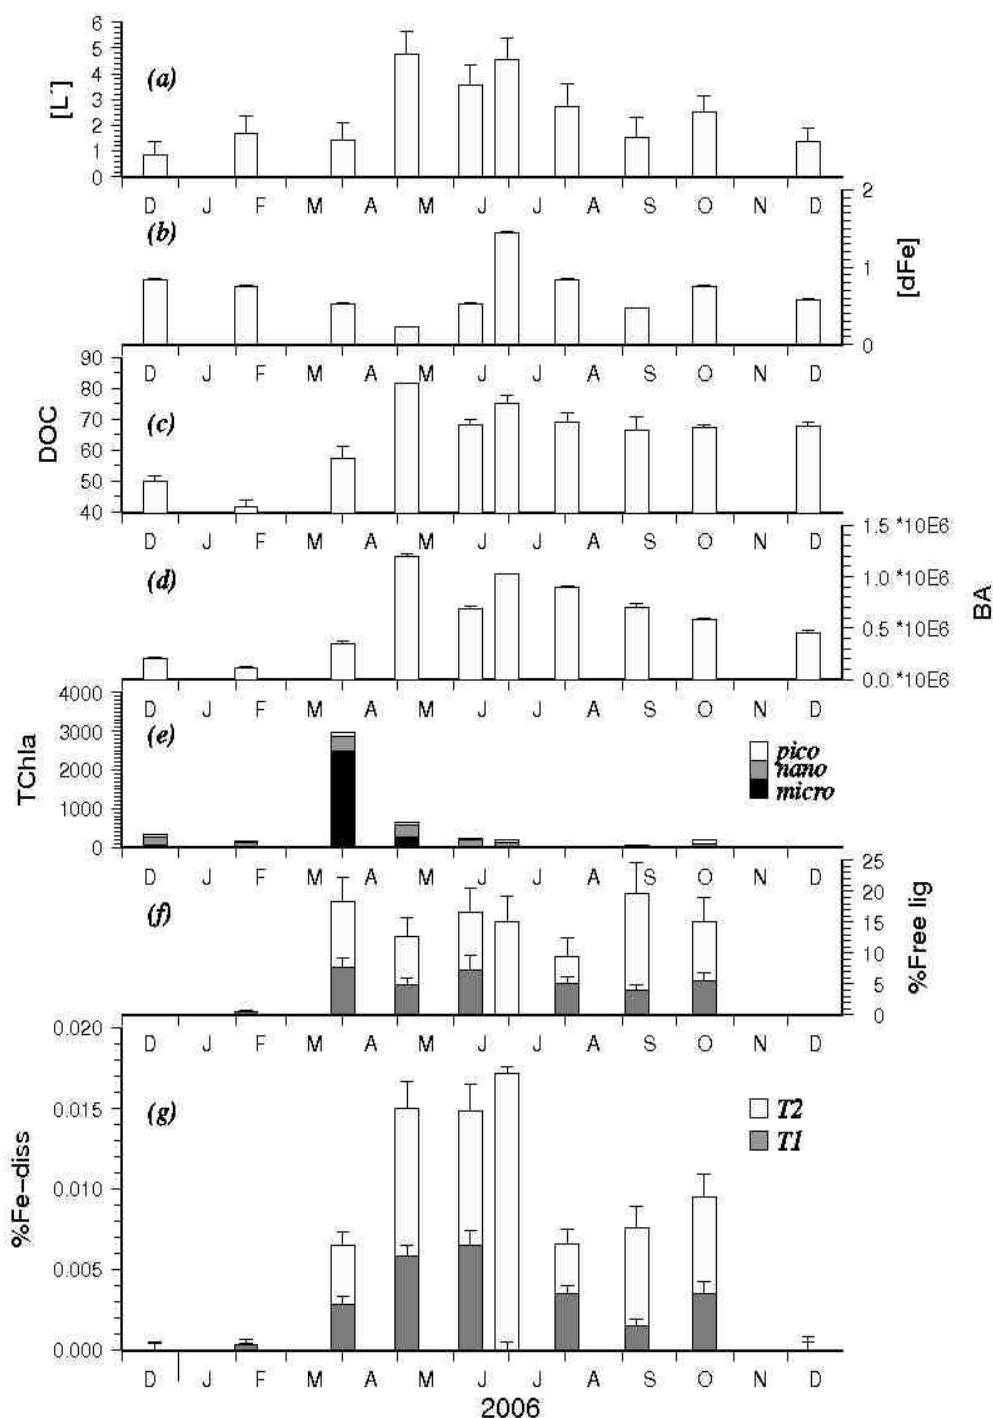 6
5
4
3
2
1
0
[L']
(a)
D J F M A M J J A S O N D
2
1
0
[dFe]
(b)
D J F M A M J J A S O N D
90
80
70
60
50
40
DOC
(c)
D J F M A M J J A S O N D
1.5 *10E6
1.0 *10E6
0.5 *10E6
0.0 *10E6
BA
(d)
D J F M A M J J A S O N D
4000
3000
2000
1000
0
TChla
(e)
pico
nano
micro
D J F M A M J J A S O N D
25
20
15
10
5
0
%Free lig
(f)
D J F M A M J J A S O N D
0.020
0.015
0.010
0.005
0.000
%Fe-diss
(g)
T2
T1
D J F M A M J J A S O N D
2006